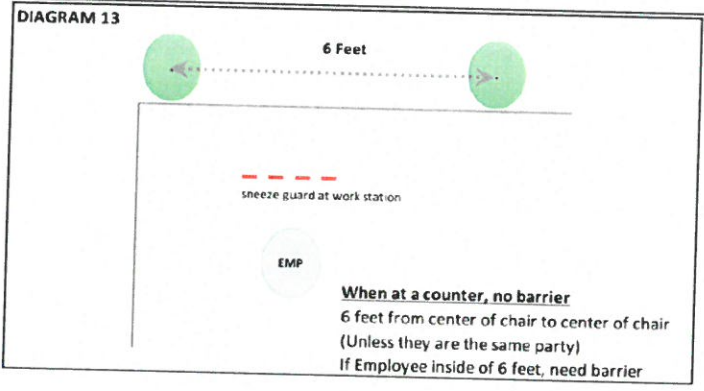 DIAGRAM 13
6 Feet
sneeze guard at work station
EMP
When at a counter, no barrier
6 feet from center of chair to center of chair
(Unless they are the same party)
If Employee inside of 6 feet, need barrier